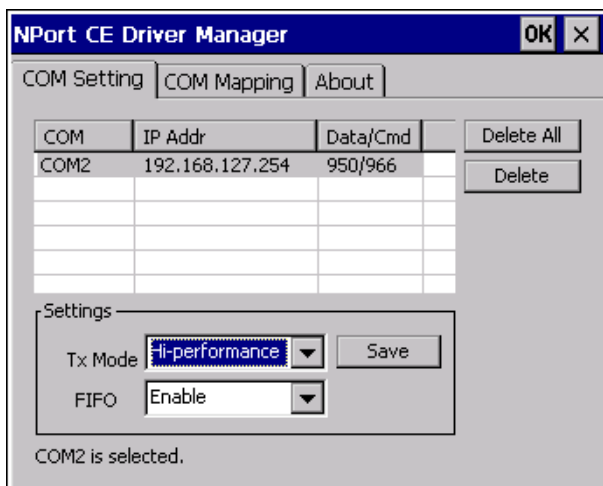 NPort CE Driver Manager OK ×
COM Setting COM Mapping About
COM IP Addr Data/Cmd Delete All
COM2 192.168.127.254 950/966
Delete
Settings
Tx Mode Hi-performance Save
FIFO Enable
COM2 is selected.